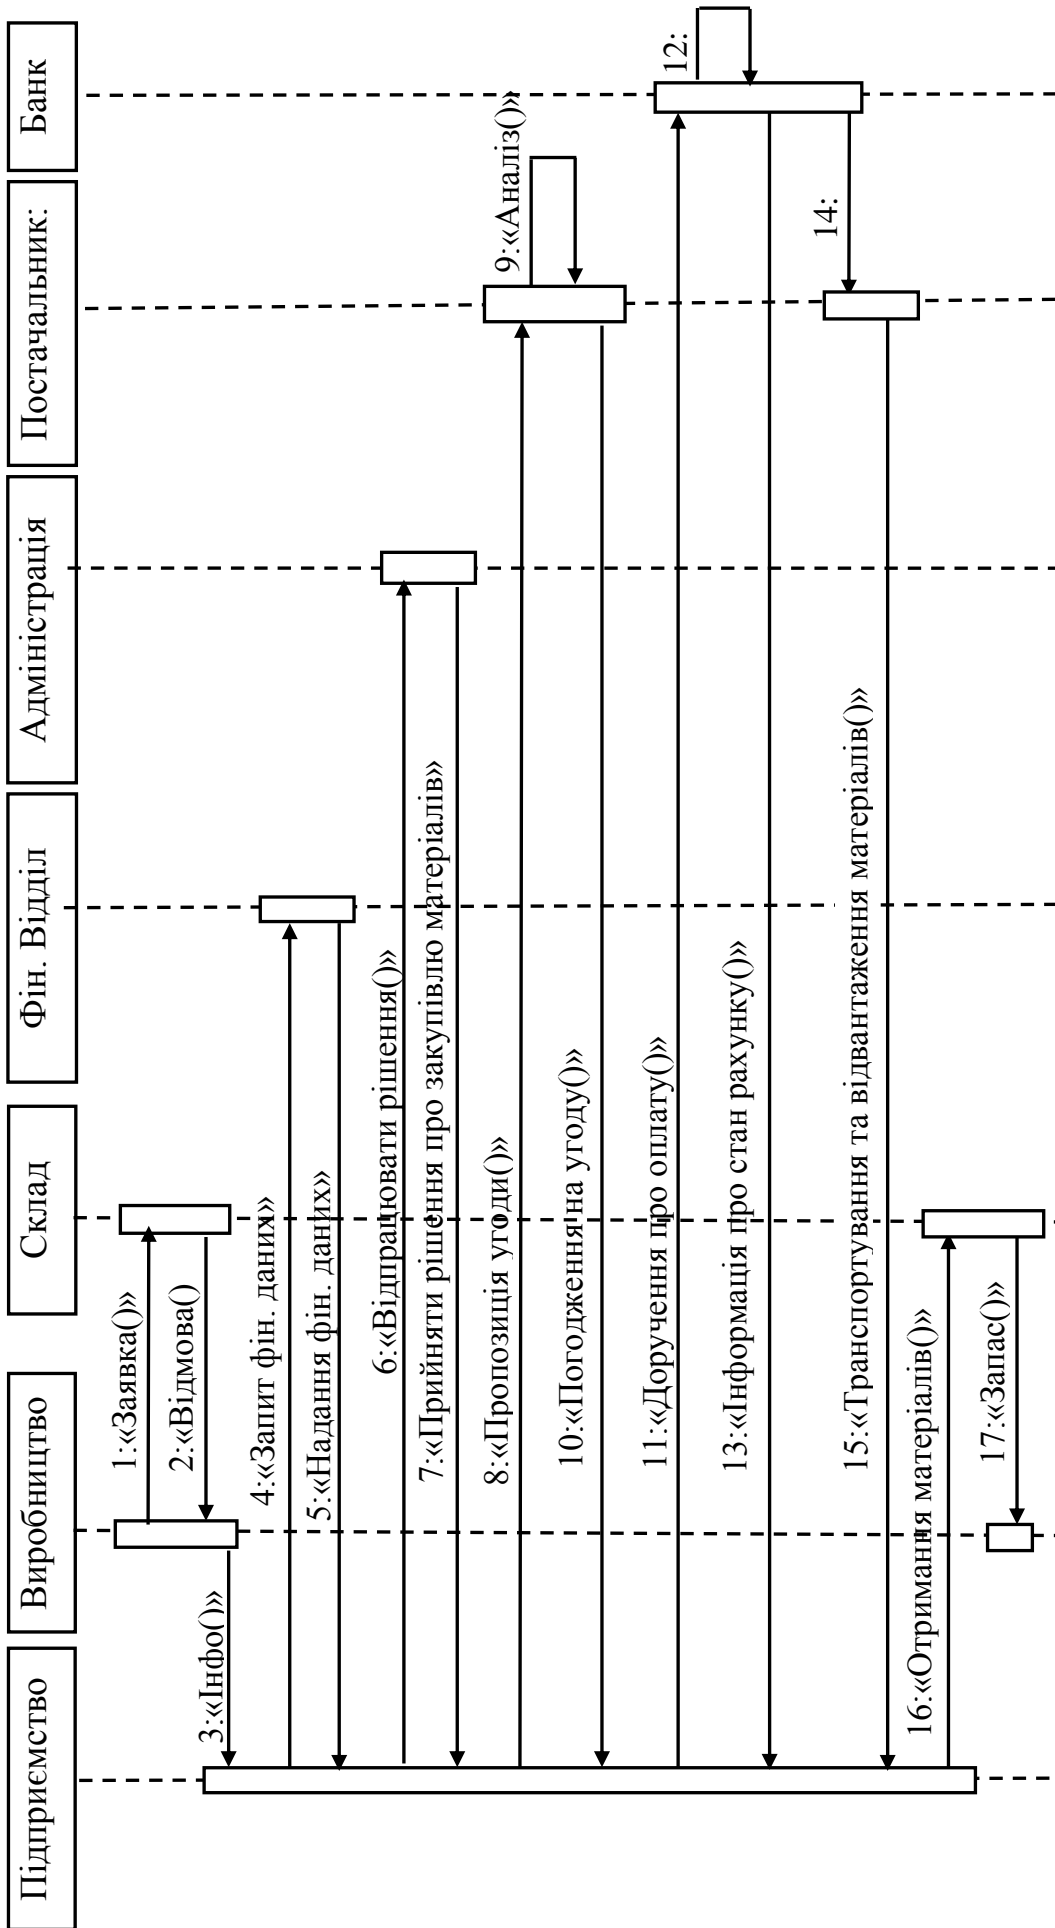 Підприємство
Виробництво
Склад
Фін. Відділ
Адміністрація
Постачальник:
Банк
1:«Заявка()»
2:«Відмова()
3:«Інфо()»
4:«Запит фін. даних»
5:«Надання фін. даних»
6:«Відпрацювати рішення()»
7:«Прийняти рішення про закупівлю матеріалів»
8:«Пропозиція угоди()»
9:«Аналіз()»
10:«Погодження на угоду()»
11:«Доручення про оплату()»
12:
13:«Інформація про стан рахунку()»
14:
15:«Транспортування та відвантаження матеріалів()»
16:«Отримання матеріалів()»
17:«Запас()»